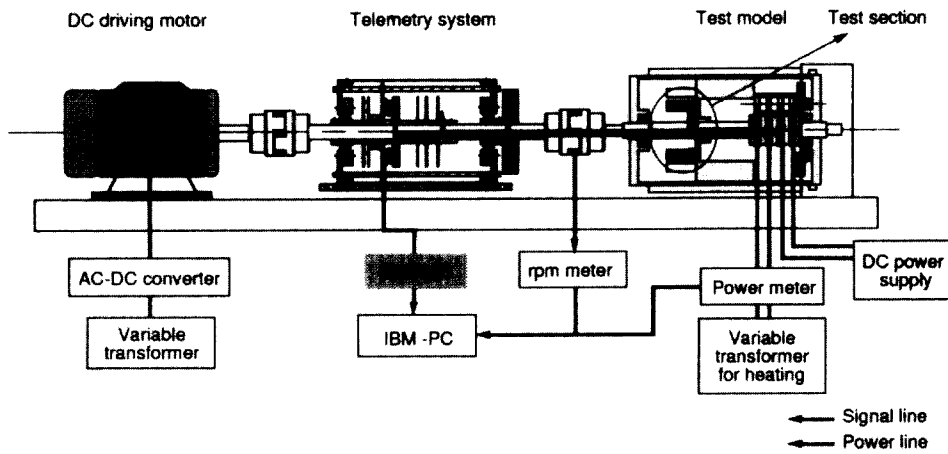 DC driving motor
Telemetry system
Test model
Test section
AC-DC converter
Variable
transformer
IBM -PC
rpm meter
Power meter
Variable
transformer
for heating
DC power
supply
Signal line
Power line